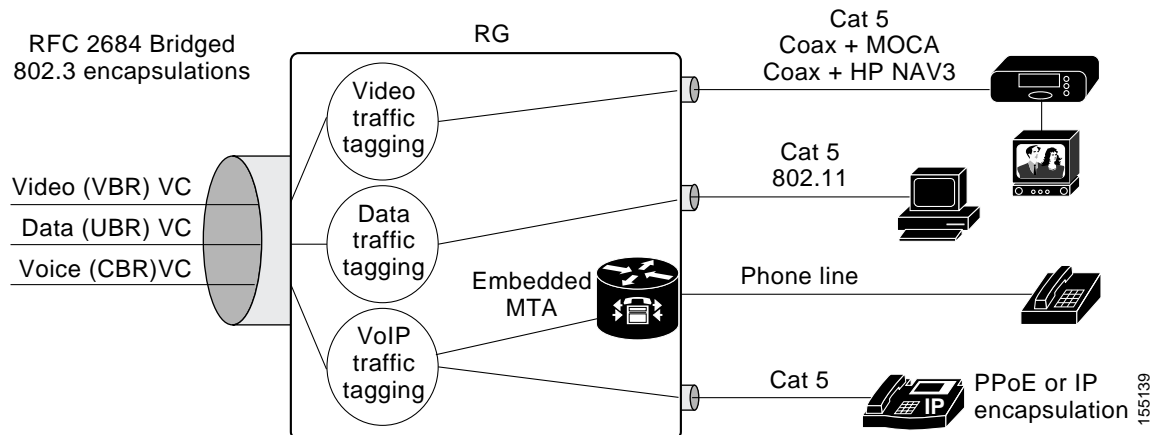 RFC 2684 Bridged
802.3 encapsulations
Video (VBR) VC
Data (UBR) VC
Voice (CBR)VC
RG
Video
traffic
tagging
Data
traffic
tagging
VoIP
traffic
tagging
Embedded
MTA
Cat 5
Coax + MOCA
Coax + HP NAV3
Cat 5
802.11
Phone line
Cat 5
IP
PPoE or IP
encapsulation
155139